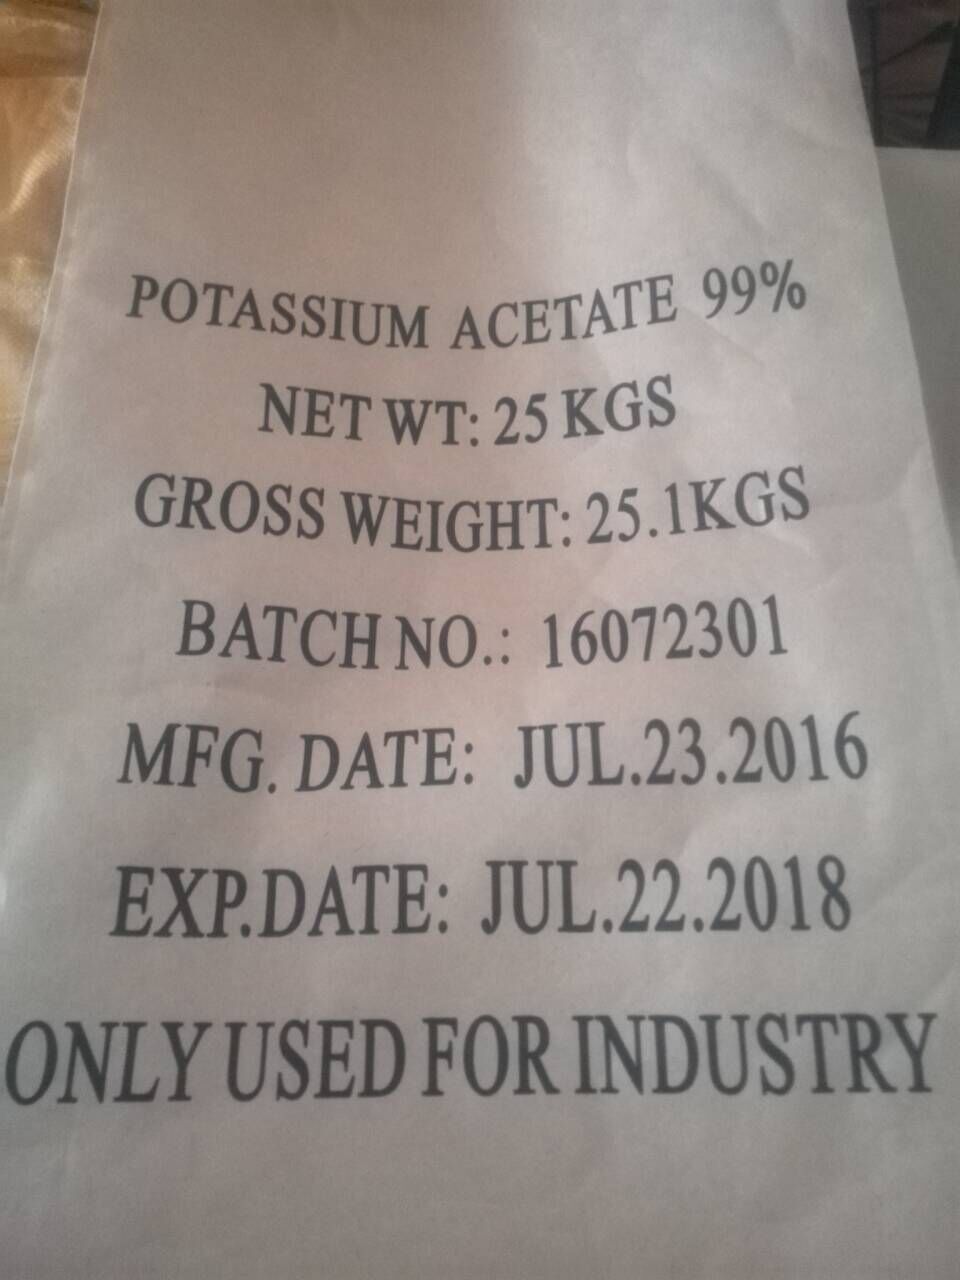 POTASSIUM ACETATE 99%
NET WT: 25 KGS
GROSS WEIGHT: 25.1KGS
BATCH NO.: 16072301
MFG. DATE: JUL.23.2016
EXP.DATE: JUL.22.2018
ONLY USED FOR INDUSTRY